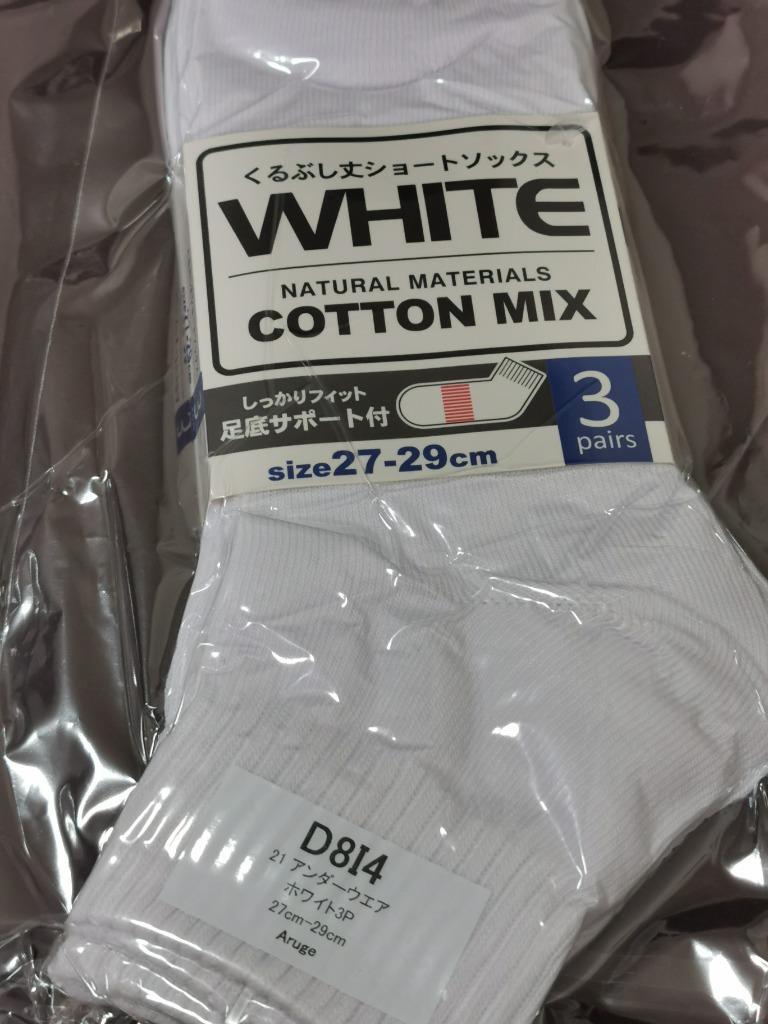 くるぶし丈ショートソックス
WHITE
NATURAL MATERIALS
COTTON MIX
しっかりフィット
足底サポート付
3
pairs
size27-29cm
D8I4
21 アンダーウエア
ホワイト3P
27cm-29cm
Aruge